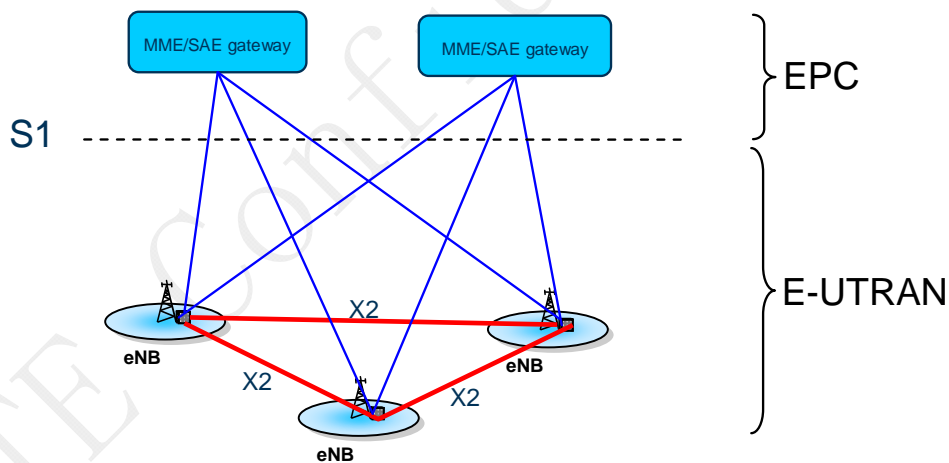 MME/SAE gateway
MME/SAE gateway
EPC
S1
E-UTRAN
X2
eNB
eNB
X2
X2
eNB